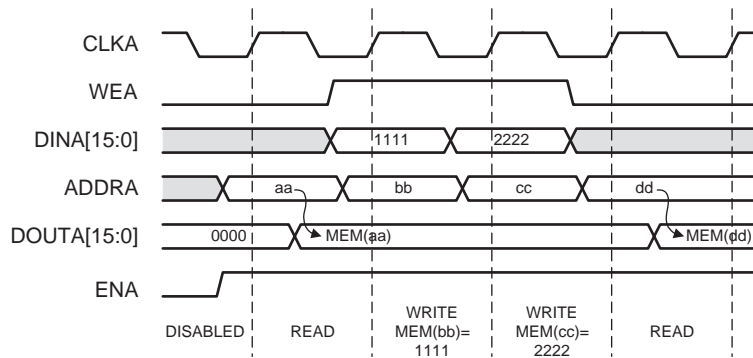 CLKA
WEA
DINA[15:0] 1111 2222
ADDRA aa bb cc dd
DOUTA[15:0] 0000 MEM(aa) MEM(dd)
ENA
DISABLED READ WRITE MEM(bb)= 1111 WRITE MEM(cc)= 2222 READ